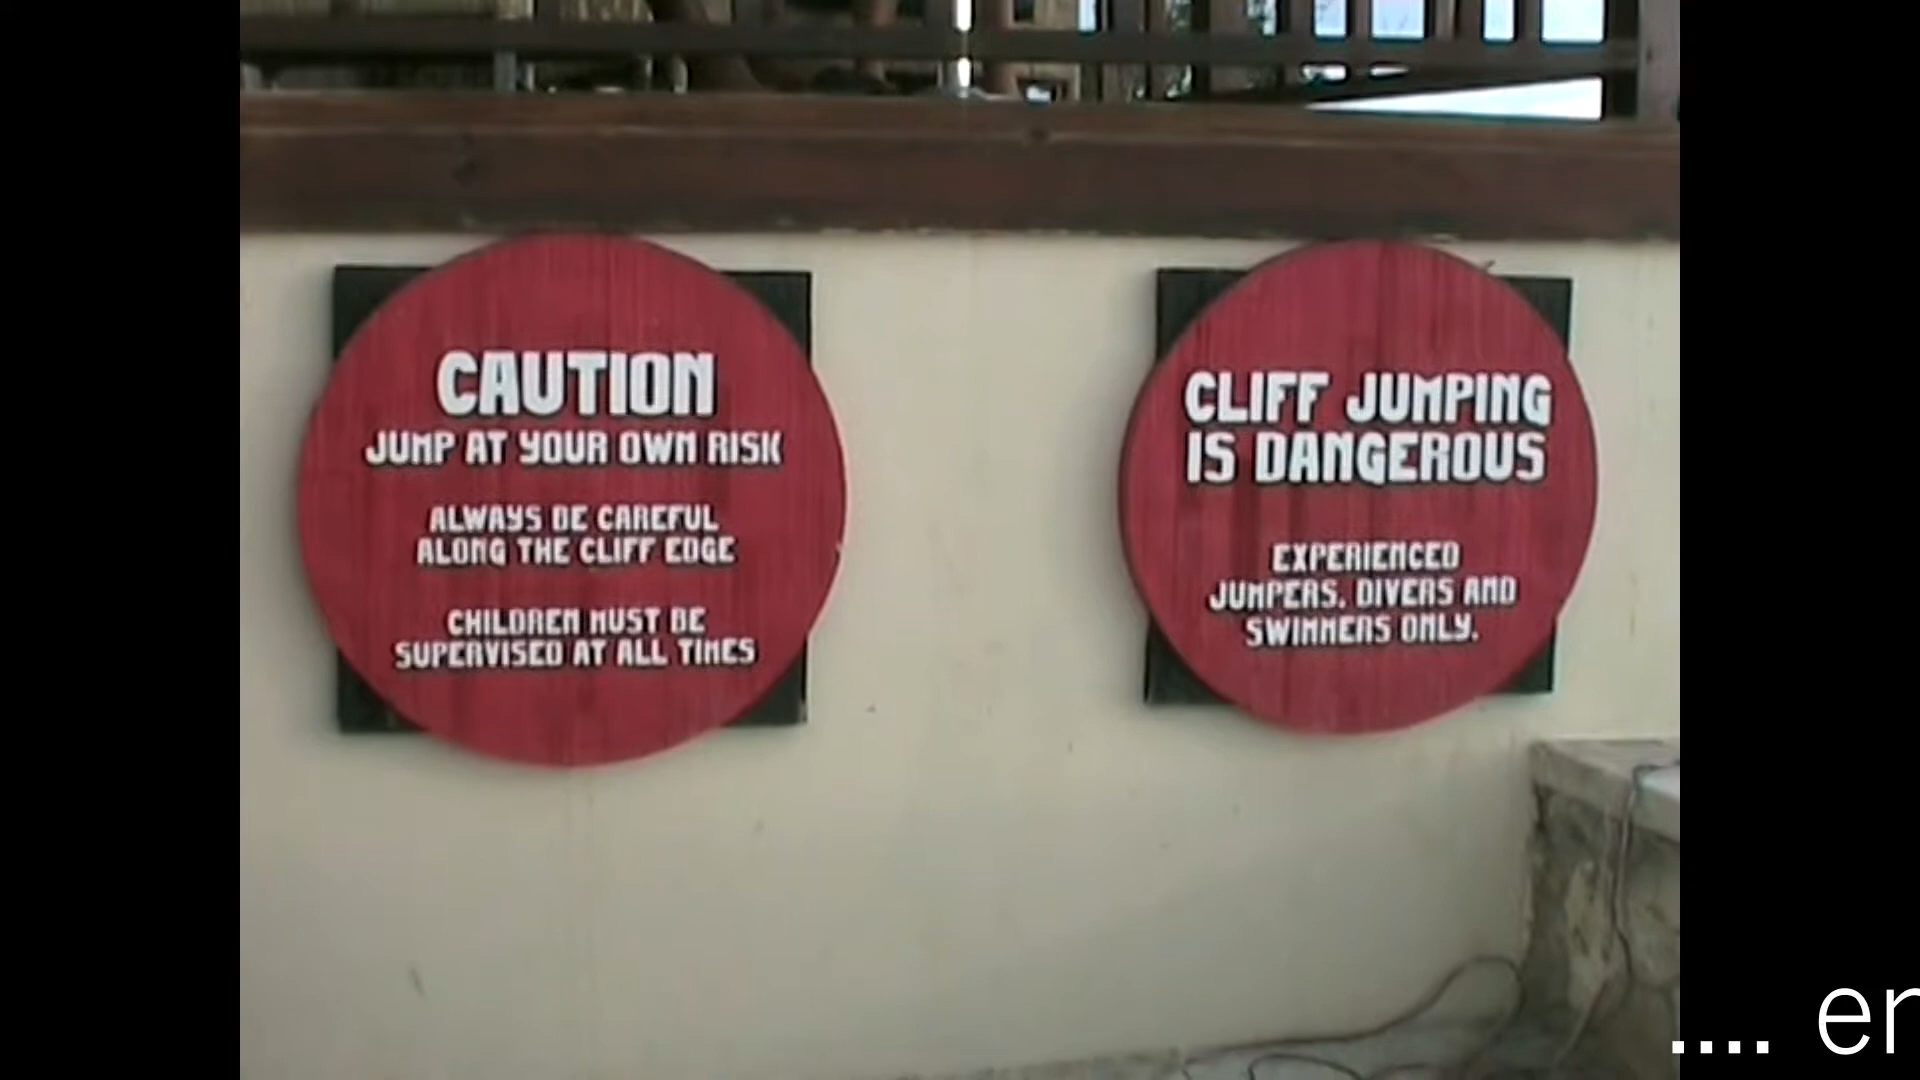 CAUTION
JUMP AT YOUR OWN RISK
ALWAYS BE CAREFUL
ALONG THE CLIFF EDGE
CHILDREN MUST BE
SUPERVISED AT ALL TIMES
CLIFF JUMPING
IS DANGEROUS
EXPERIENCED
JUMPERS, DIVERS AND
SWIMMERS ONLY.
....